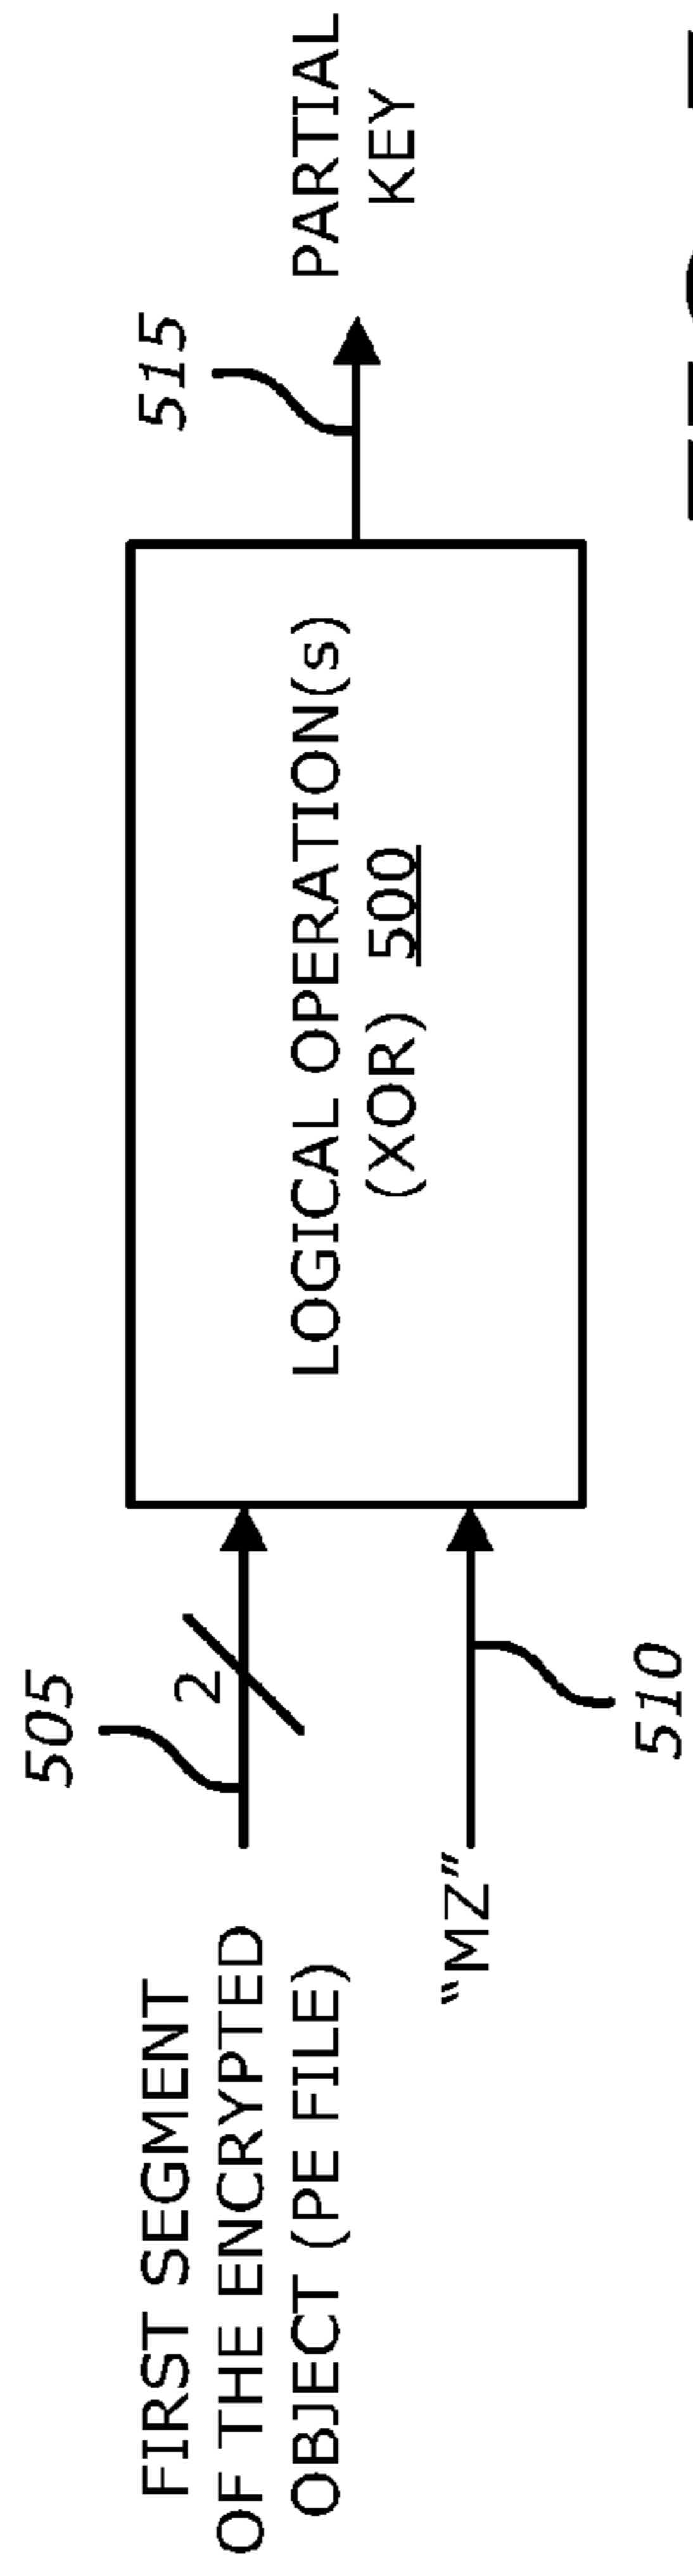 FIRST SEGMENT
OF THE ENCRYPTED
OBJECT (PE FILE)
505
2
"MZ"
510
LOGICAL OPERATION(s)
(XOR) 500
515
PARTIAL
KEY